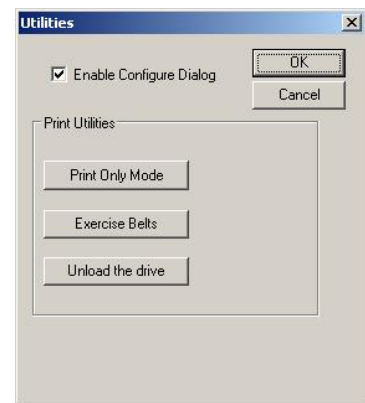 Utilities
Enable Configure Dialog
OK
Cancel
Print Utilities
Print Only Mode
Exercise Belts
Unload the drive